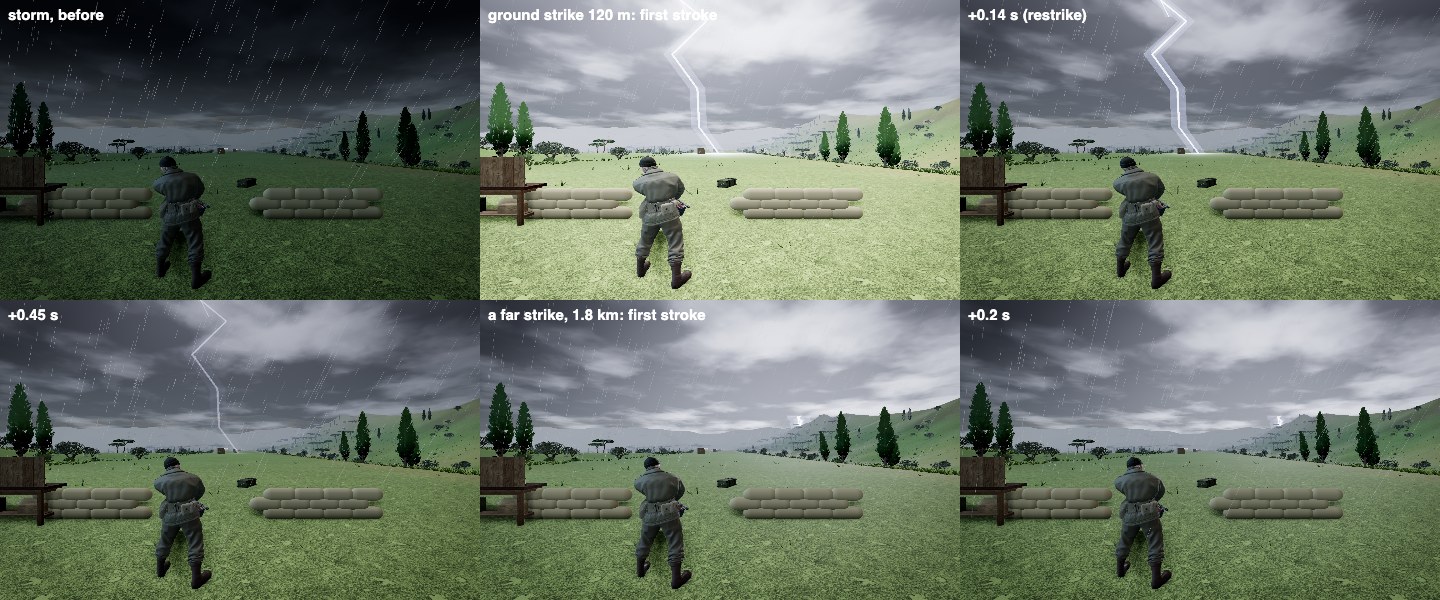 storm, before
ground strike 120 m: first stroke
+0.14 s (restrike)
+0.45 s
a far strike, 1.8 km: first stroke
+0.2 s